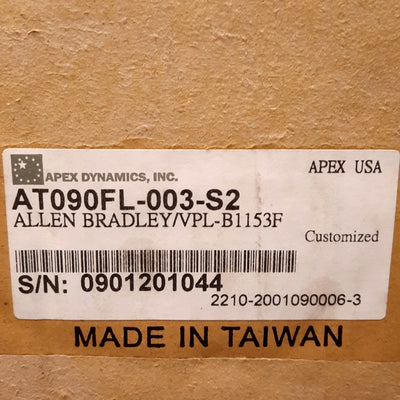 APEX DYNAMICS, INC.
APEX USA
AT090FL-003-S2
ALLEN BRADLEY/VPL-B1153F
Customized
S/N: 0901201044
2210-2001090006-3
MADE IN TAIWAN